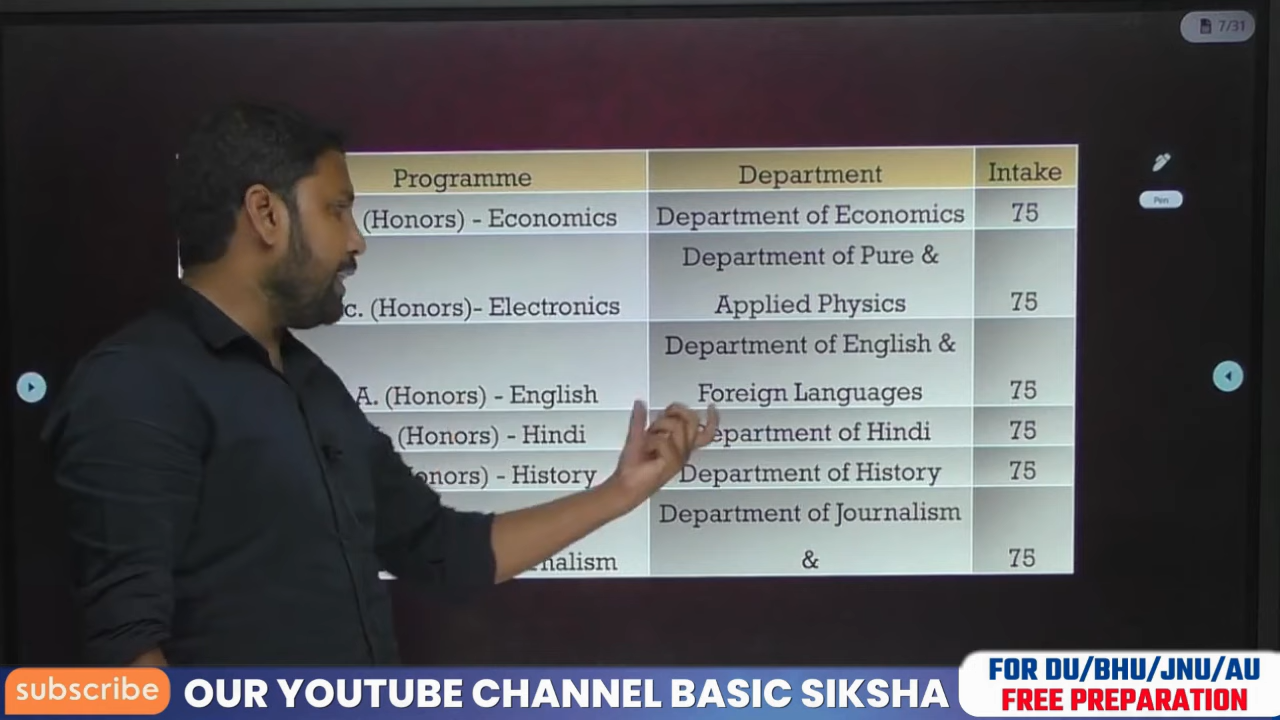 7/31
Programme Department Intake
(Honors) - Economics Department of Economics 75
Department of Pure &
c. (Honors)- Electronics Applied Physics 75
Department of English &
A. (Honors) - English Foreign Languages 75
(Honors) - Hindi epartment of Hindi 75
onors) - History Department of History 75
Department of Journalism
nalism & 75
Pen
subscribe OUR YOUTUBE CHANNEL BASIC SIKSHA
FOR DU/BHU/JNU/AU
FREE PREPARATION